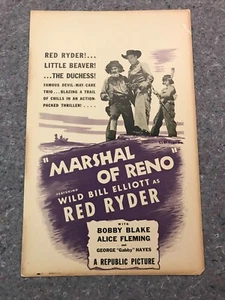 RED RYDER!...
LITTLE BEAVER!
...THE DUCHESS!
FAMOUS DEVIL-MAY-CARE
TRIO...BLAZING A TRAIL
OF CHILLS IN AN ACTION-
PACKED THRILLER!....
"MARSHAL
OF RENO"
FEATURING
WILD BILL ELLIOTT AS
RED RYDER
WITH
BOBBY BLAKE
ALICE FLEMING
AND
GEORGE "Gabby" HAYES
A REPUBLIC PICTURE